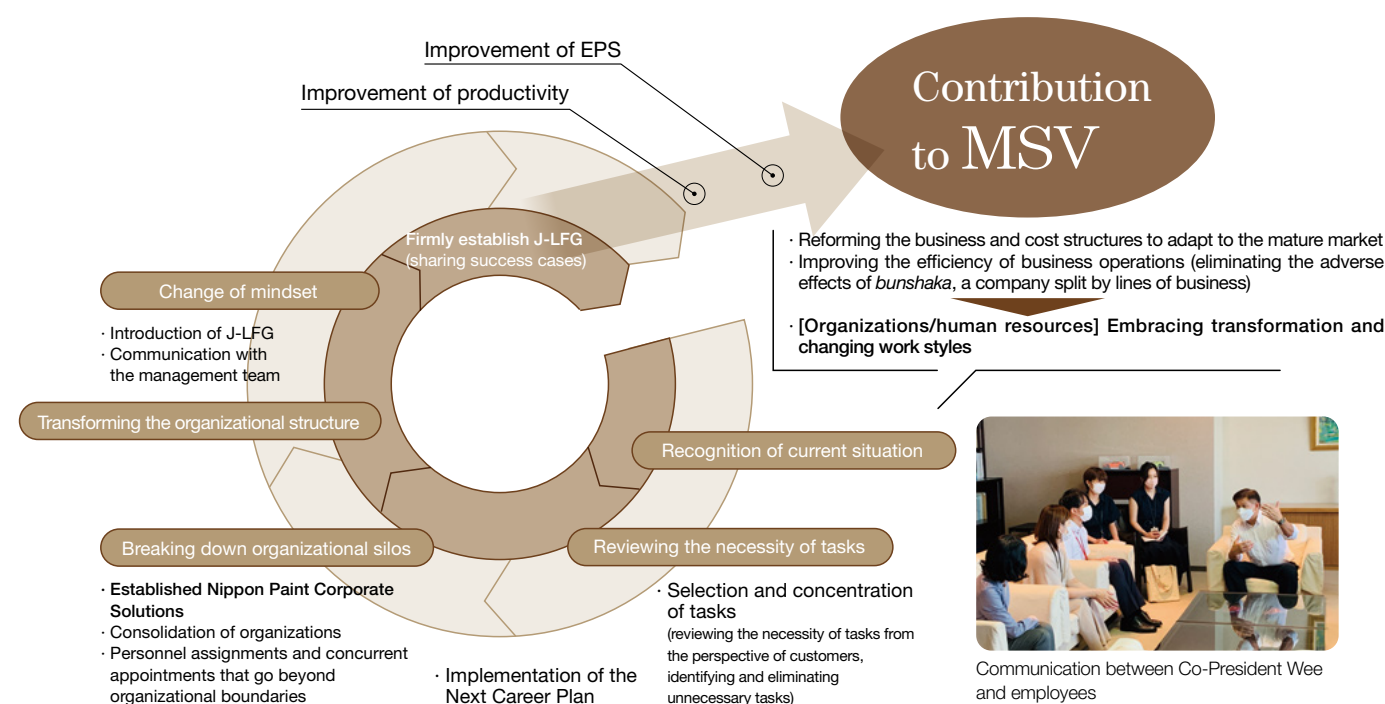 Improvement of EPS
Improvement of productivity
Contribution
to MSV
Firmly establish J-LFG
(sharing success cases)
· Reforming the business and cost structures to adapt to the mature market
· Improving the efficiency of business operations (eliminating the adverse
effects of bunshaka, a company split by lines of business)
· [Organizations/human resources] Embracing transformation and
changing work styles
Change of mindset
· Introduction of J-LFG
· Communication with
the management team
Transforming the organizational structure
Recognition of current situation
Breaking down organizational silos
· Established Nippon Paint Corporate
Solutions
· Consolidation of organizations
· Personnel assignments and concurrent
appointments that go beyond
organizational boundaries
· Implementation of the
Next Career Plan
Reviewing the necessity of tasks
· Selection and concentration
of tasks
(reviewing the necessity of tasks from
the perspective of customers,
identifying and eliminating
unnecessary tasks)
Communication between Co-President Wee
and employees